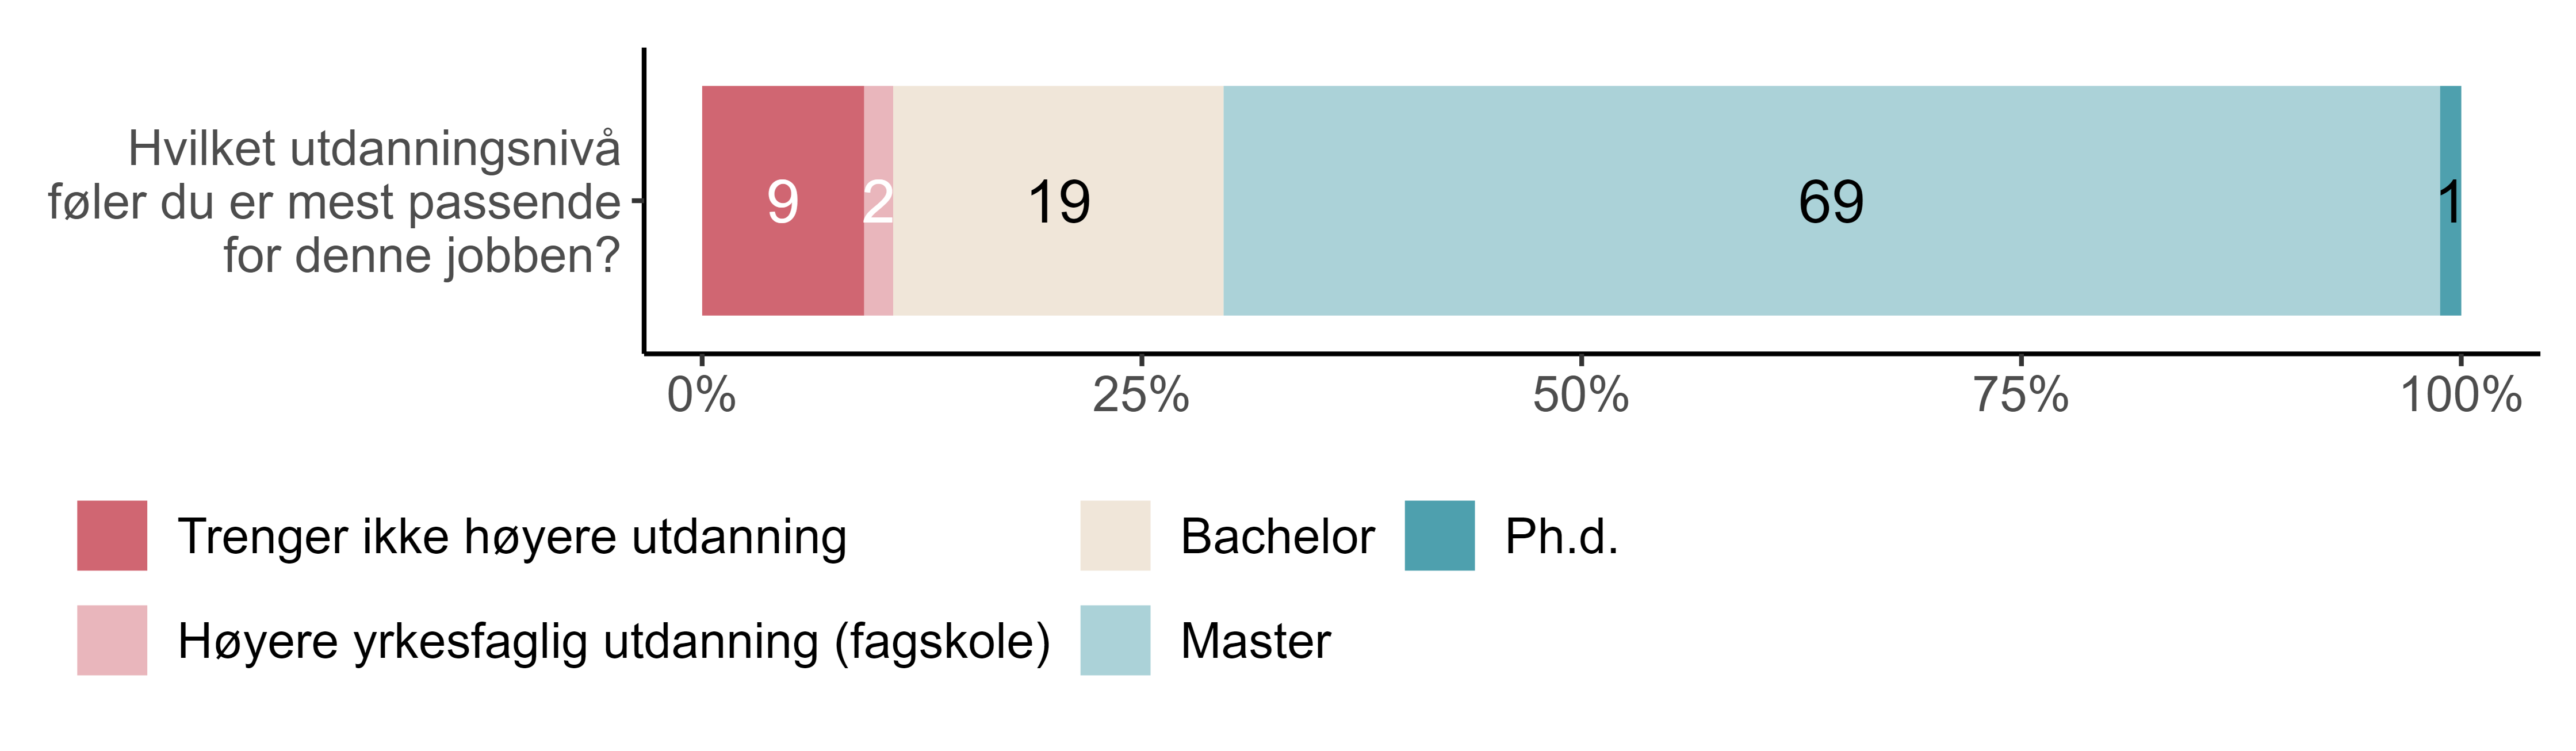 Hvilket utdanningsnivå
føler du er mest passende
for denne jobben?
9 2 19 69 1
0% 25% 50% 75% 100%
Trenger ikke høyere utdanning
Høyere yrkesfaglig utdanning (fagskole)
Bachelor
Master
Ph.d.